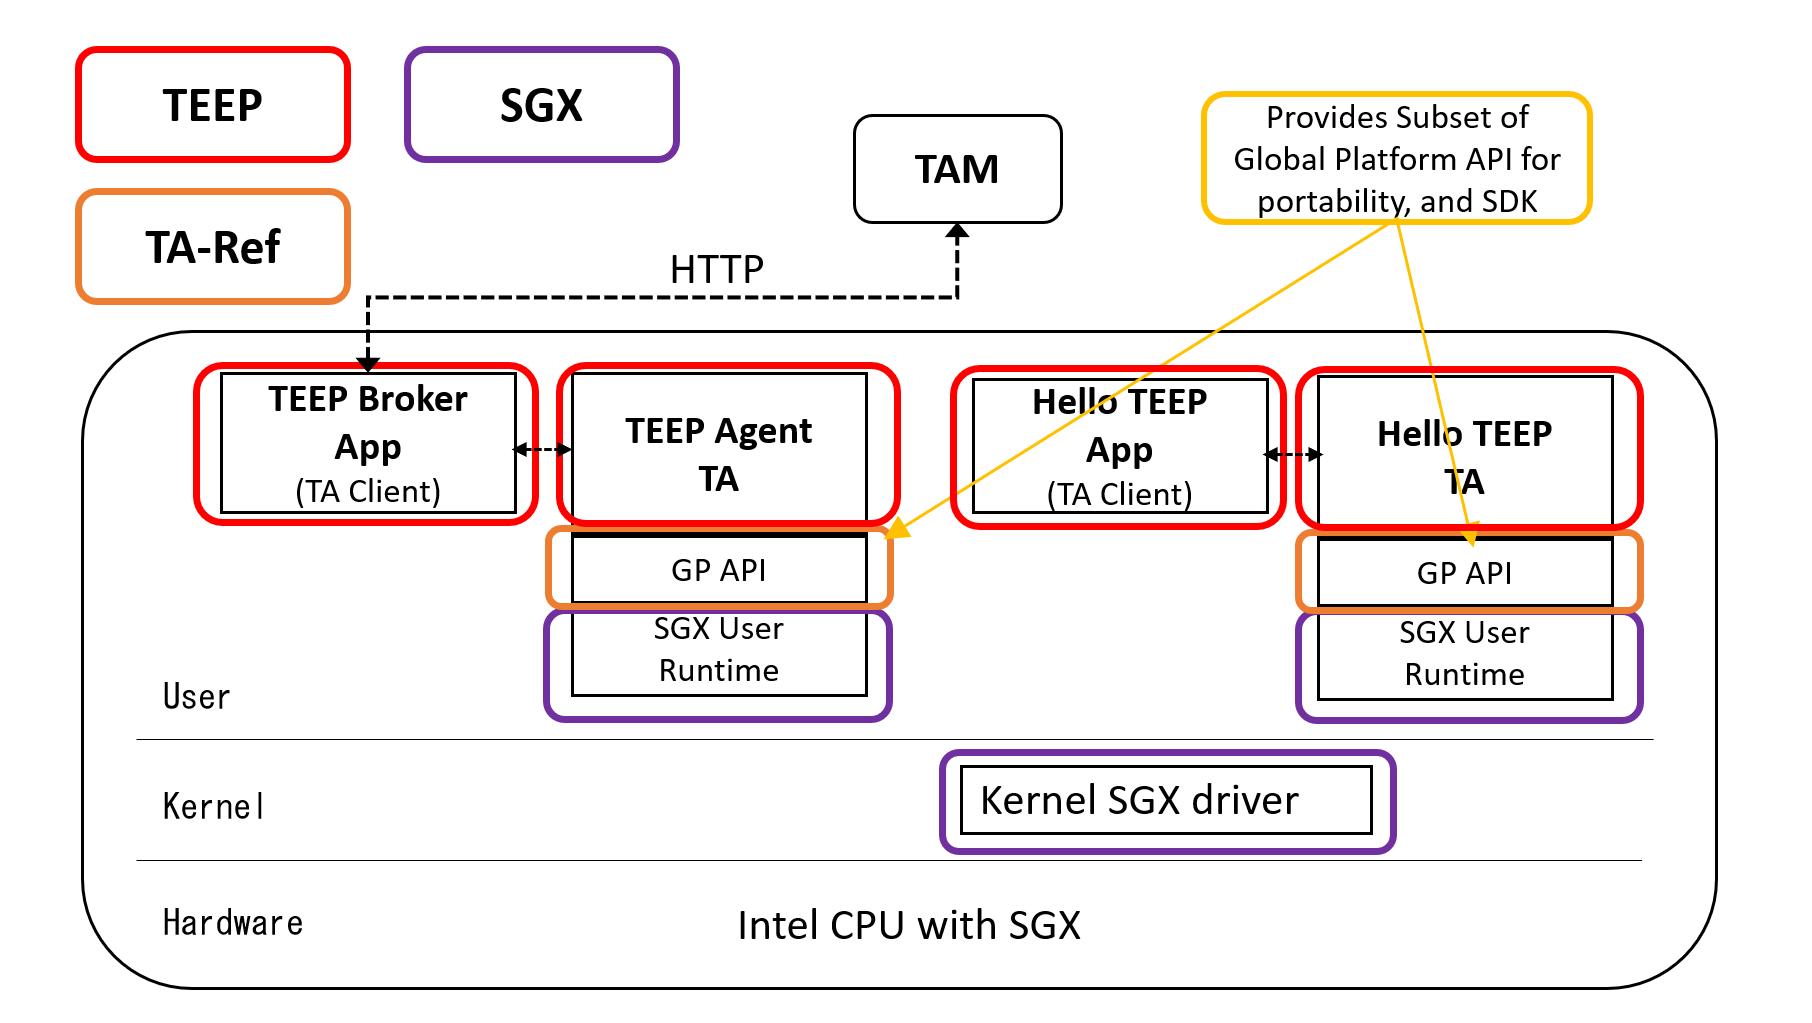 TEEP
SGX
TA-Ref
TAM
Provides Subset of
Global Platform API for
portability, and SDK
HTTP
TEEP Broker
App
(TA Client)
TEEP Agent
TA
Hello TEEP
App
(TA Client)
Hello TEEP
TA
GP API
GP API
SGX User
Runtime
SGX User
Runtime
User
Kernel
Kernel SGX driver
Hardware
Intel CPU with SGX